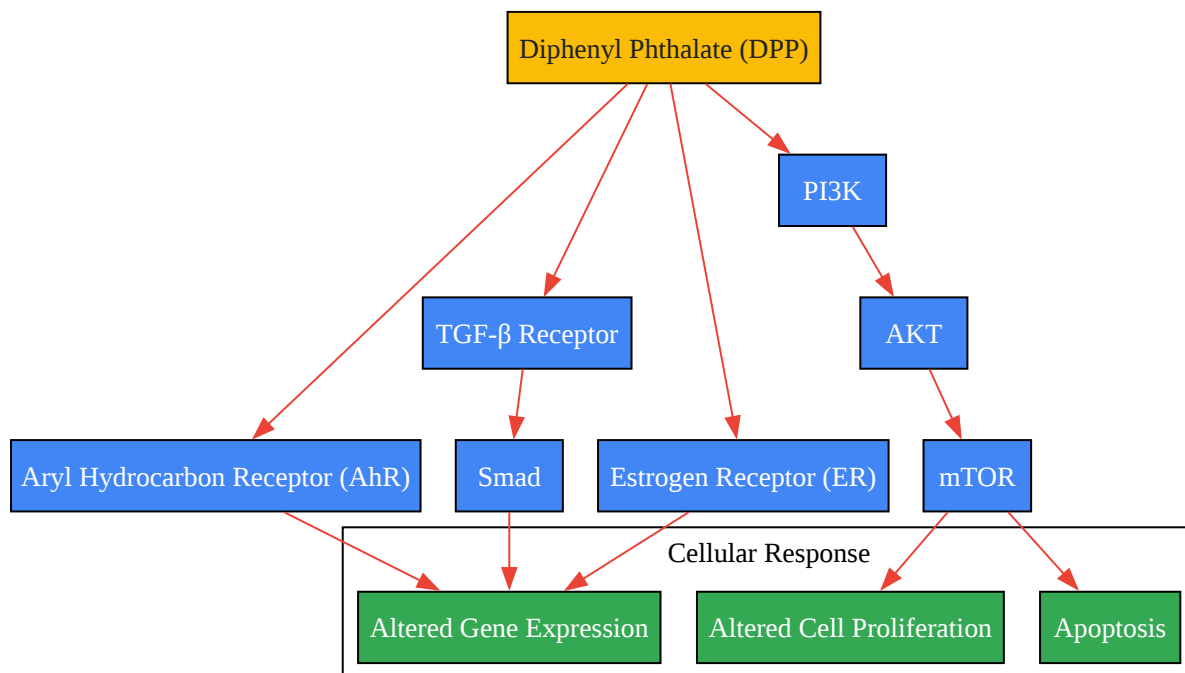 Diphenyl Phthalate (DPP)
PI3K
TGF-β Receptor
AKT
Aryl Hydrocarbon Receptor (AhR)
Smad
Estrogen Receptor (ER)
mTOR
Cellular Response
Altered Gene Expression
Altered Cell Proliferation
Apoptosis